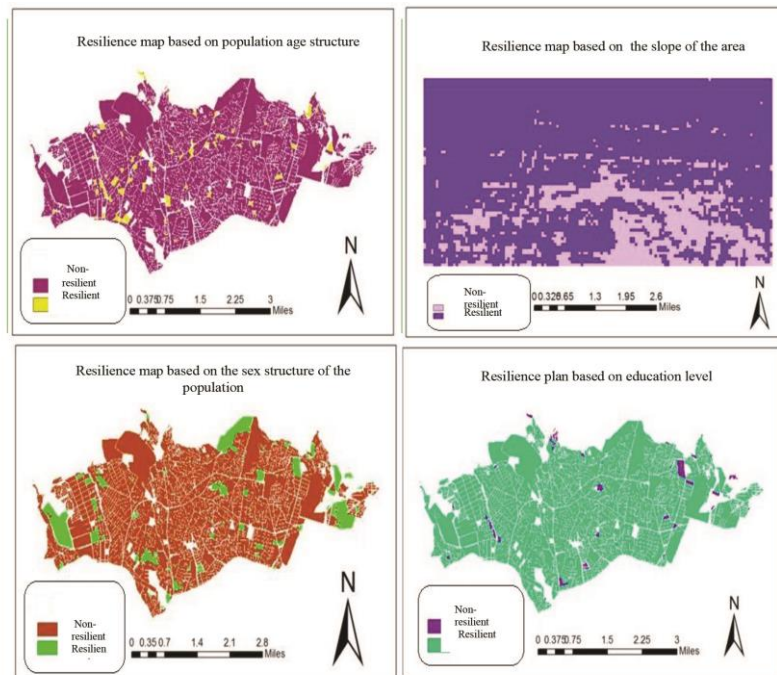 Resilience map based on population age structure
N
Non-
resilient
Resilient
0 0.375 0.75 1.5 2.25 3
Miles
Resilience map based on the slope of the area
N
Non-
resilient
Resilient
0 0.325 0.65 1.3 1.95 2.6
Miles
Resilience map based on the sex structure of the
population
N
Non-
resilient
Resilien
0 0.35 0.7 1.4 2.1 2.8
Miles
Resilience plan based on education level
N
Non-
resilient
Resilient
0 0.375 0.75 1.5 2.25 3
Miles